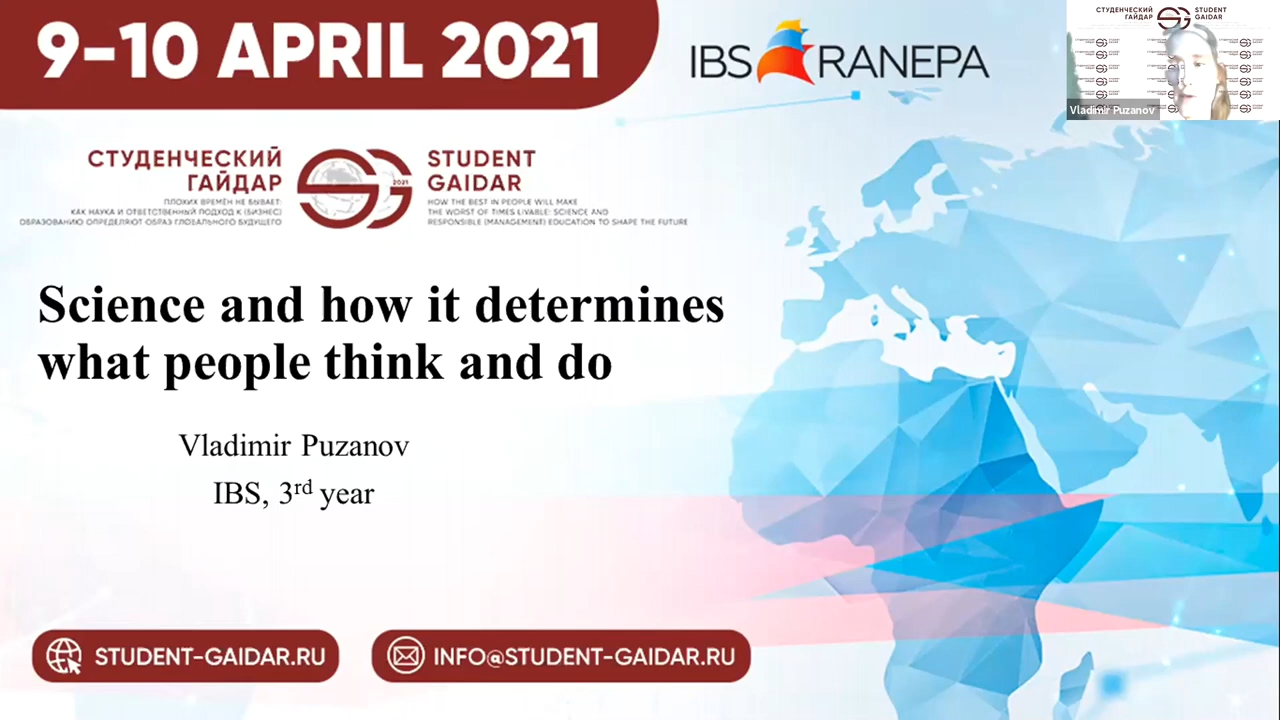 9-10 APRIL 2021
IBS RANEPA
СТУДЕНЧЕСКИЙ
ГАЙДАР
STUDENT
GAIDAR
Vladimir Puzanov
СТУДЕНЧЕСКИЙ
ГАЙДАР
ПЛОХИХ ВРЕМЁН НЕ БЫВАЕТ:
КАК НАУКА И ОТВЕТСТВЕННЫЙ ПОДХОД К (БИЗНЕС)
ОБРАЗОВАНИЮ ОПРЕДЕЛЯЮТ ОБРАЗ ГЛОБАЛЬНОГО БУДУЩЕГО
2021
STUDENT
GAIDAR
HOW THE BEST IN PEOPLE WILL MAKE
THE WORST OF TIMES LIVABLE: SCIENCE AND
RESPONSIBLE (MANAGEMENT) EDUCATION TO SHAPE THE FUTURE
Science and how it determines
what people think and do
Vladimir Puzanov
IBS, 3rd year
STUDENT-GAIDAR.RU
INFO@STUDENT-GAIDAR.RU